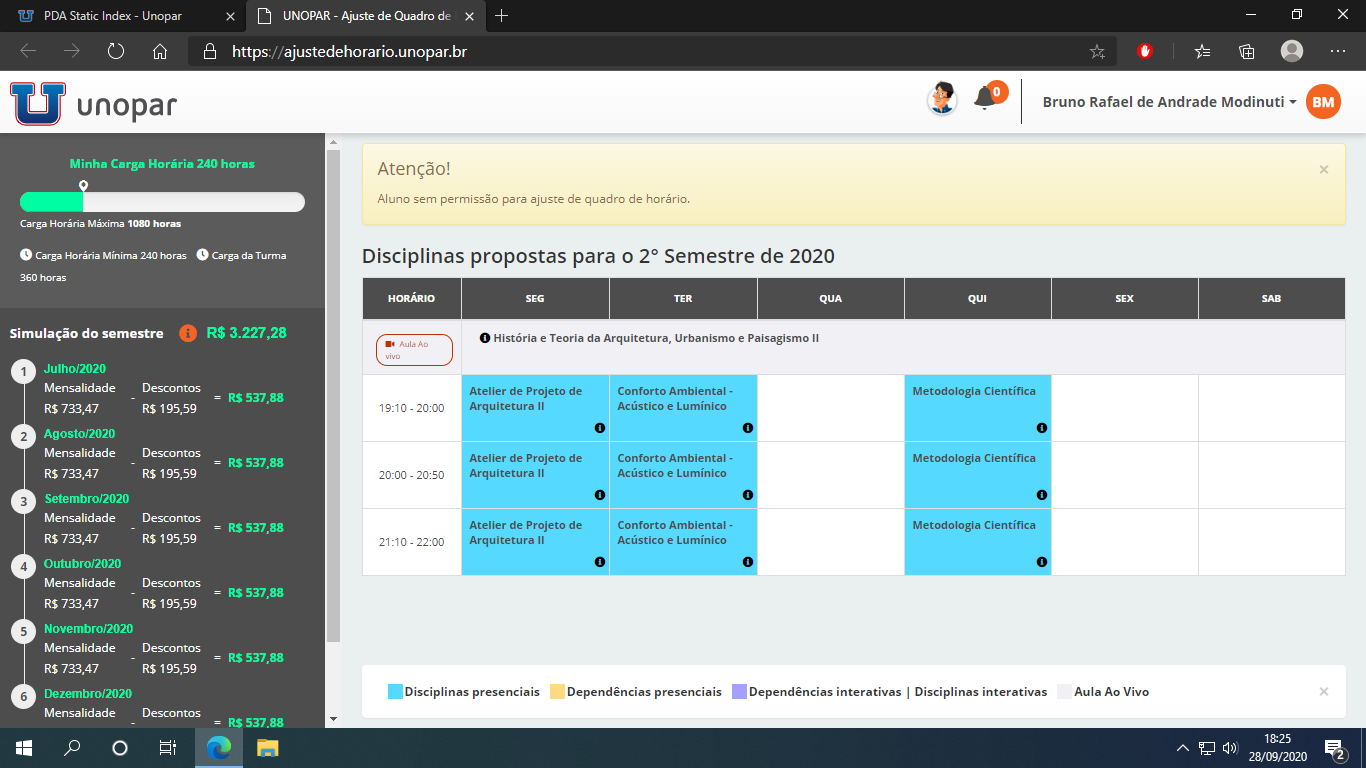 PDA Static Index - Unopar
UNOPAR - Ajuste de Quadro de
https://ajustedehorario.unopar.br
unopar
0
Bruno Rafael de Andrade Modinuti
BM
Minha Carga Horária 240 horas
Carga Horária Máxima 1080 horas
Carga Horária Mínima 240 horas Carga da Turma
360 horas
Simulação do semestre R$ 3.227,28
1
Julho/2020
Mensalidade Descontos
R$ 733,47 - R$ 195,59 = R$ 537,88
2
Agosto/2020
Mensalidade Descontos
R$ 733,47 - R$ 195,59 = R$ 537,88
3
Setembro/2020
Mensalidade Descontos
R$ 733,47 - R$ 195,59 = R$ 537,88
4
Outubro/2020
Mensalidade Descontos
R$ 733,47 - R$ 195,59 = R$ 537,88
5
Novembro/2020
Mensalidade Descontos
R$ 733,47 - R$ 195,59 = R$ 537,88
6
Dezembro/2020
Mensalidade Descontos
- = R$ 537,88
Atenção!
Aluno sem permissão para ajuste de quadro de horário.
Disciplinas propostas para o 2° Semestre de 2020
HORÁRIO SEG TER QUA QUI SEX SAB
Aula Ao
vivo
História e Teoria da Arquitetura, Urbanismo e Paisagismo II
19:10 - 20:00
Atelier de Projeto de
Arquitetura II
Conforto Ambiental -
Acústico e Lumínico
Metodologia Científica
20:00 - 20:50
Atelier de Projeto de
Arquitetura II
Conforto Ambiental -
Acústico e Lumínico
Metodologia Científica
21:10 - 22:00
Atelier de Projeto de
Arquitetura II
Conforto Ambiental -
Acústico e Lumínico
Metodologia Científica
Disciplinas presenciais Dependências presenciais Dependências interativas | Disciplinas interativas Aula Ao Vivo
18:25
28/09/2020
2